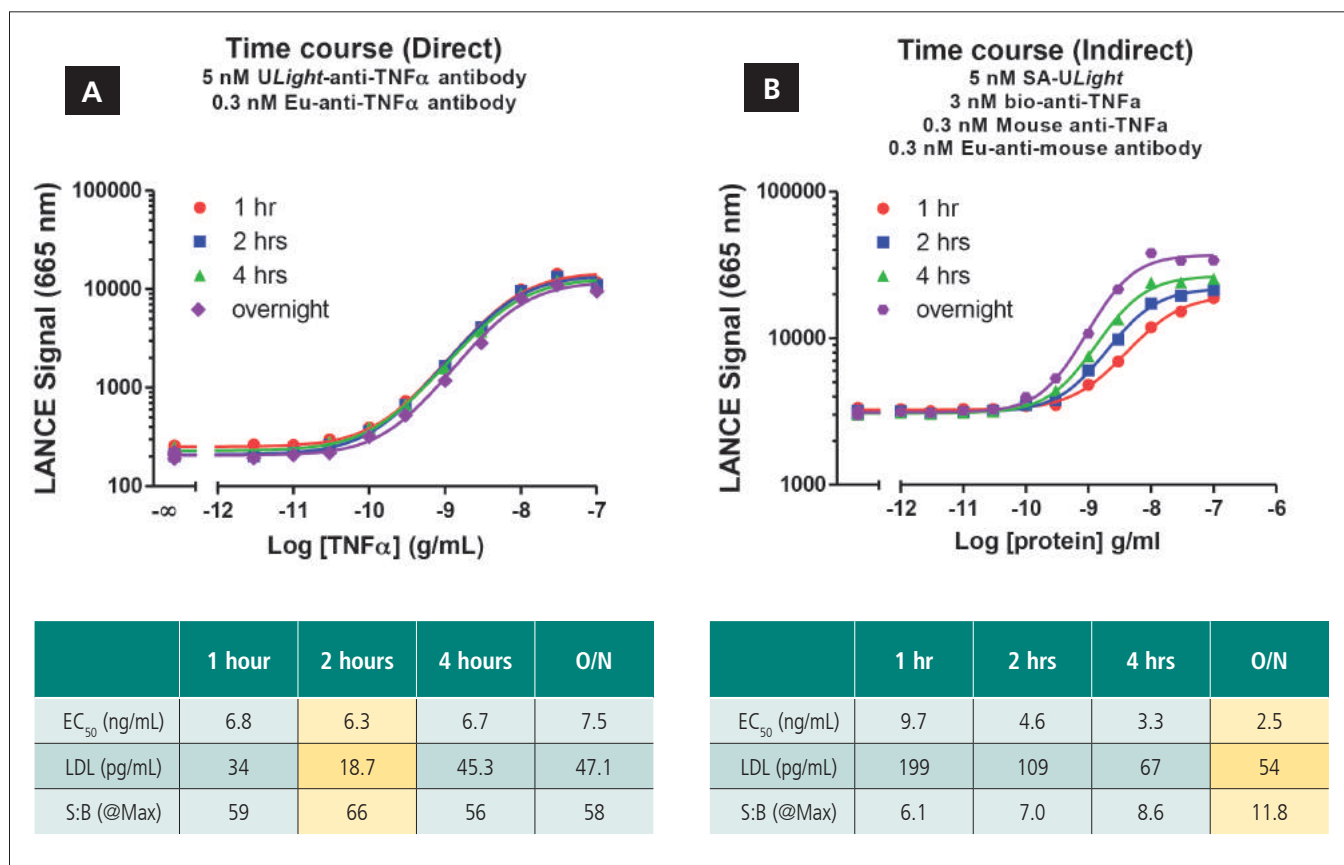 A
Time course (Direct)
5 nM ULight-anti-TNFα antibody
0.3 nM Eu-anti-TNFα antibody
LANCE Signal (665 nm)
100000
10000
1000
100
1 hr
2 hrs
4 hrs
overnight
-∞ -12 -11 -10 -9 -8 -7
Log [TNFα] (g/mL)
B
Time course (Indirect)
5 nM SA-ULight
3 nM bio-anti-TNFa
0.3 nM Mouse anti-TNFa
0.3 nM Eu-anti-mouse antibody
LANCE Signal (665 nm)
100000
10000
1000
1 hr
2 hrs
4 hrs
overnight
-12 -11 -10 -9 -8 -7 -6
Log [protein] g/ml
1 hour 2 hours 4 hours O/N
EC50 (ng/mL) 6.8 6.3 6.7 7.5
LDL (pg/mL) 34 18.7 45.3 47.1
S:B (@Max) 59 66 56 58
1 hr 2 hrs 4 hrs O/N
EC50 (ng/mL) 9.7 4.6 3.3 2.5
LDL (pg/mL) 199 109 67 54
S:B (@Max) 6.1 7.0 8.6 11.8